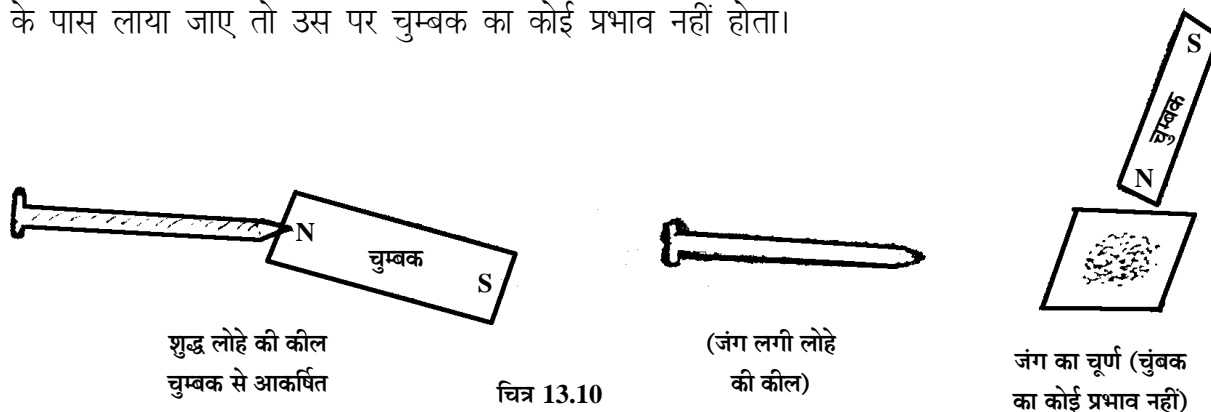 के पास लाया जाए तो उस पर चुम्बक का कोई प्रभाव नहीं होता।
N
चुम्बक
S
शुद्ध लोहे की कील
चुम्बक से आकर्षित
(जंग लगी लोहे
की कील)
S
चुम्बक
N
जंग का चूर्ण (चुंबक
का कोई प्रभाव नहीं)
चित्र 13.10